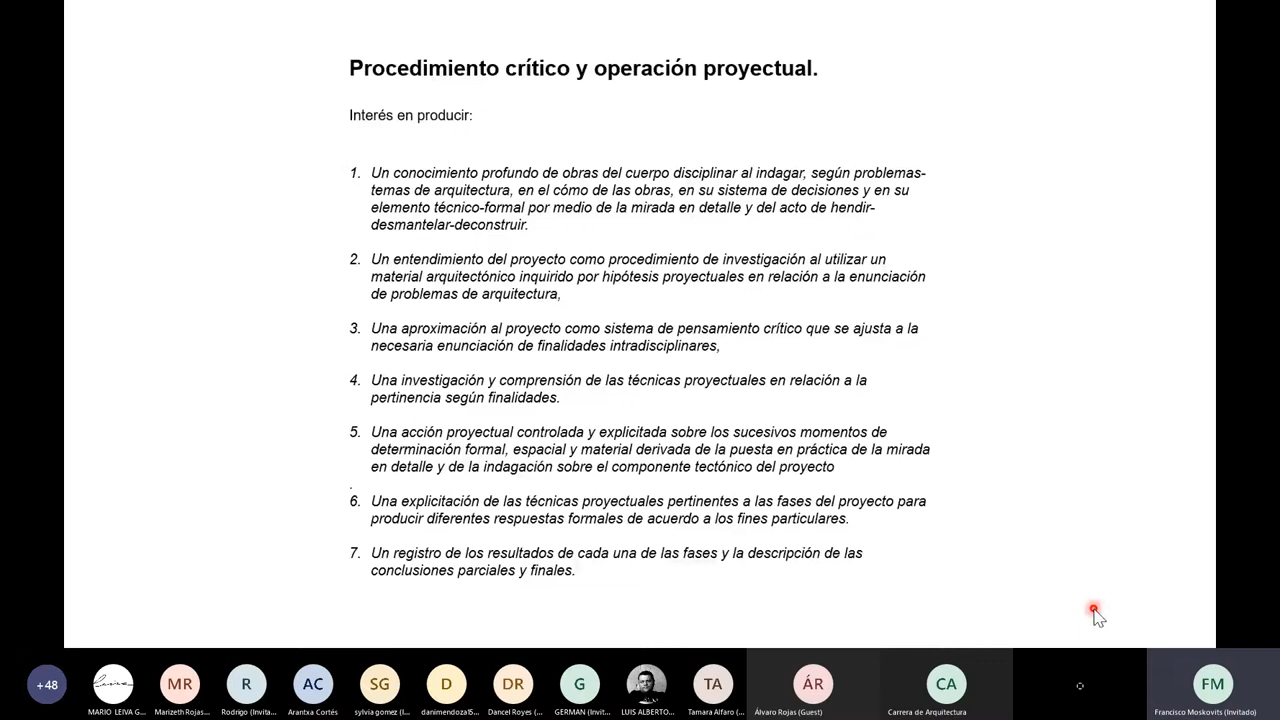 Procedimiento crítico y operación proyectual.
Interés en producir:
1. Un conocimiento profundo de obras del cuerpo disciplinar al indagar, según problemas-
temas de arquitectura, en el cómo de las obras, en su sistema de decisiones y en su
elemento técnico-formal por medio de la mirada en detalle y del acto de hendir-
desmantelar-deconstruir.
2. Un entendimiento del proyecto como procedimiento de investigación al utilizar un
material arquitectónico inquirido por hipótesis proyectuales en relación a la enunciación
de problemas de arquitectura,
3. Una aproximación al proyecto como sistema de pensamiento crítico que se ajusta a la
necesaria enunciación de finalidades intradisciplinares,
4. Una investigación y comprensión de las técnicas proyectuales en relación a la
pertinencia según finalidades.
5. Una acción proyectual controlada y explicitada sobre los sucesivos momentos de
determinación formal, espacial y material derivada de la puesta en práctica de la mirada
en detalle y de la indagación sobre el componente tectónico del proyecto
.
6. Una explicitación de las técnicas proyectuales pertinentes a las fases del proyecto para
producir diferentes respuestas formales de acuerdo a los fines particulares.
7. Un registro de los resultados de cada una de las fases y la descripción de las
conclusiones parciales y finales.
+48 MR R AC SG D DR G TA ÁR CA FM
MARIO LEIVA G... Marizeth Rojas... Rodrigo (Invita... Arantxa Cortés sylvia gomez (I... danimendoza15... Dancel Royes (... GERMAN (Invit... LUIS ALBERTO... Tamara Alfaro (... Álvaro Rojas (Guest) Carrera de Arquitectura Francisco Moskovits (Invitado)